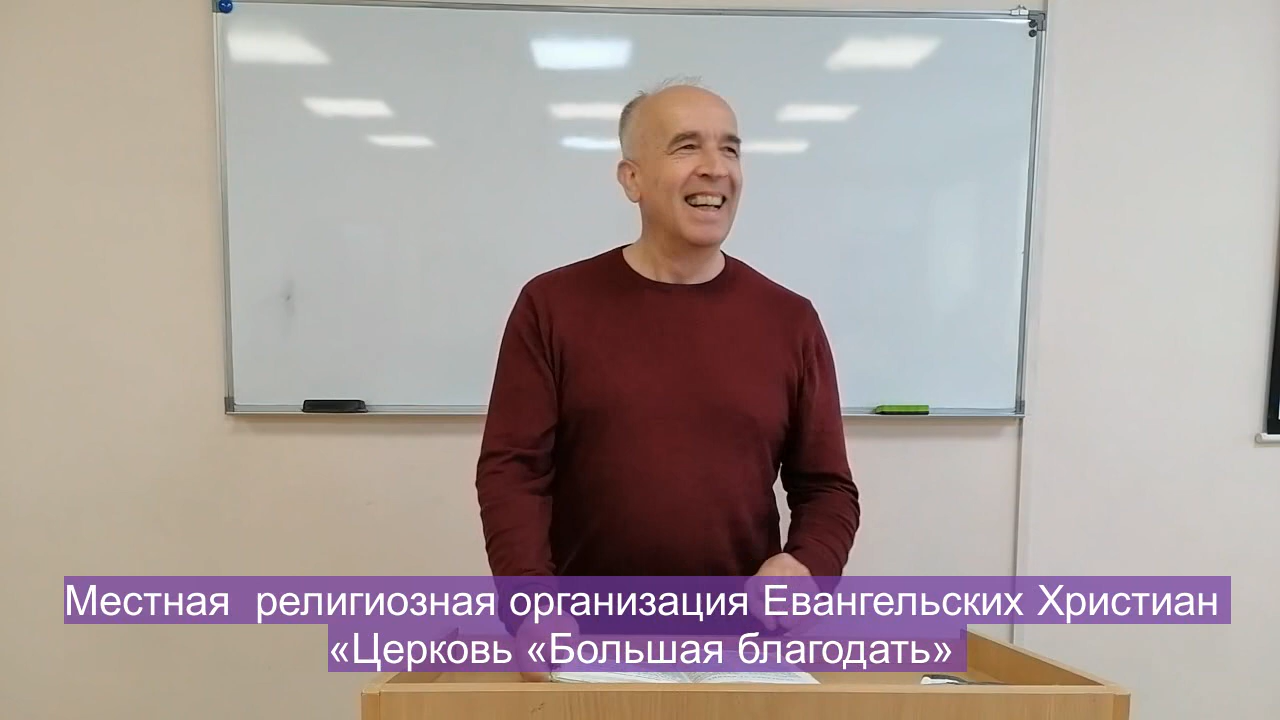 Местная  религиозная организация Евангельских Христиан
«Церковь «Большая благодать»